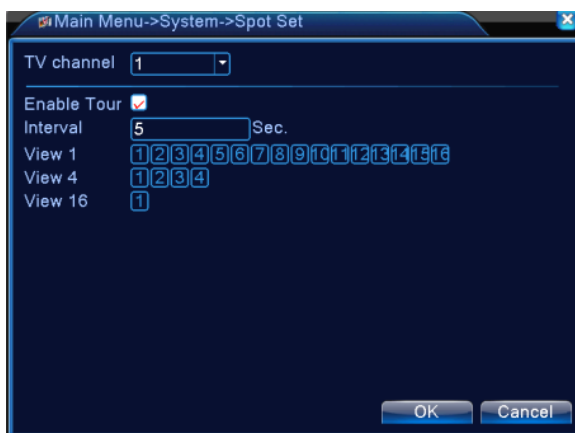 Main Menu->System->Spot Set
TV channel 1
Enable Tour
Interval 5 Sec.
View 1 1 2 3 4 5 6 7 8 9 10 11 12 13 14 15 16
View 4 1 2 3 4
View 16 1
OK Cancel